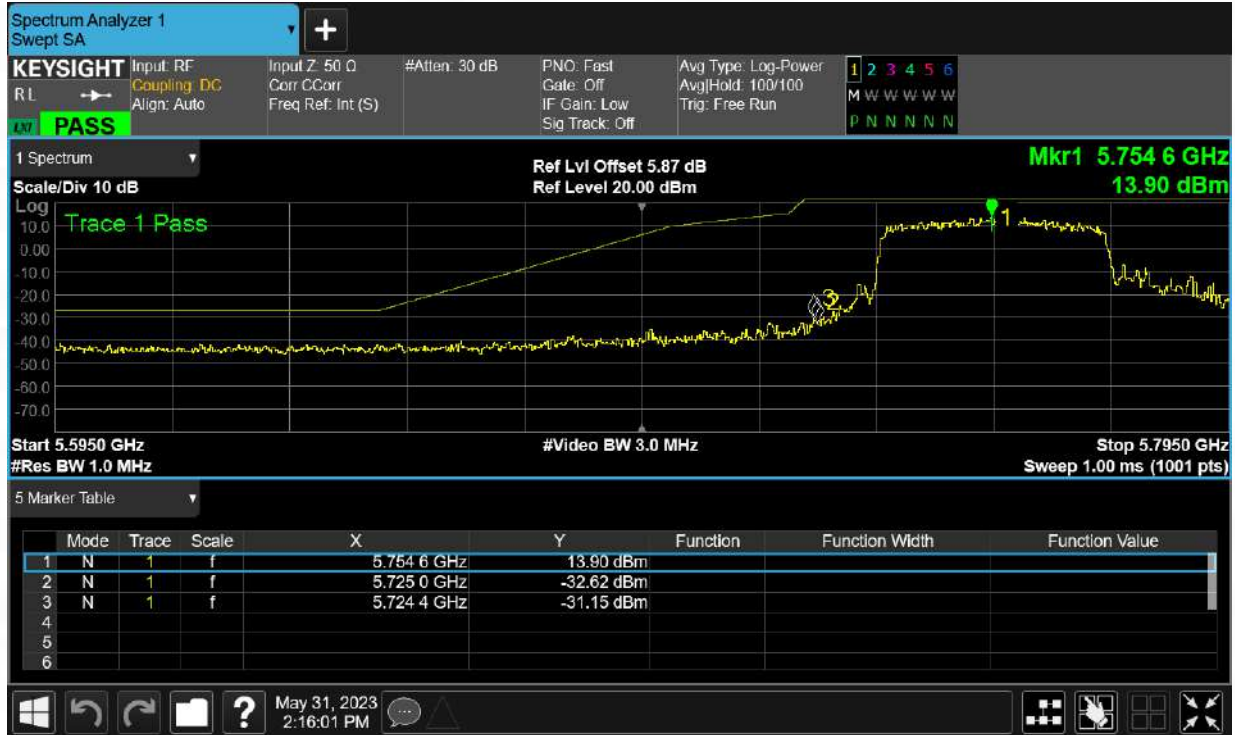 Spectrum Analyzer 1
Swept SA
+
KEYSIGHT Input: RF Input Z: 50 Ω #Atten: 30 dB PNO: Fast Avg Type: Log-Power 1 2 3 4 5 6
RL Coupling: DC Corr CCorr Gate: Off Avg|Hold: 100/100 M W W W W W
Align: Auto Freq Ref: Int (S) IF Gain: Low Trig: Free Run
LXI PASS Sig Track: Off P N N N N N
1 Spectrum Ref Lvl Offset 5.87 dB Mkr1 5.754 6 GHz
Scale/Div 10 dB Ref Level 20.00 dBm 13.90 dBm
Log
Trace 1 Pass
10.0
1
0.00
-10.0
-20.0
3
-30.0
-40.0
-50.0
-60.0
-70.0
Start 5.5950 GHz #Video BW 3.0 MHz Stop 5.7950 GHz
#Res BW 1.0 MHz Sweep 1.00 ms (1001 pts)
5 Marker Table
Mode Trace Scale X Y Function Function Width Function Value
1 N 1 f 5.754 6 GHz 13.90 dBm
2 N 1 f 5.725 0 GHz -32.62 dBm
3 N 1 f 5.724 4 GHz -31.15 dBm
4
5
6
? May 31, 2023
2:16:01 PM